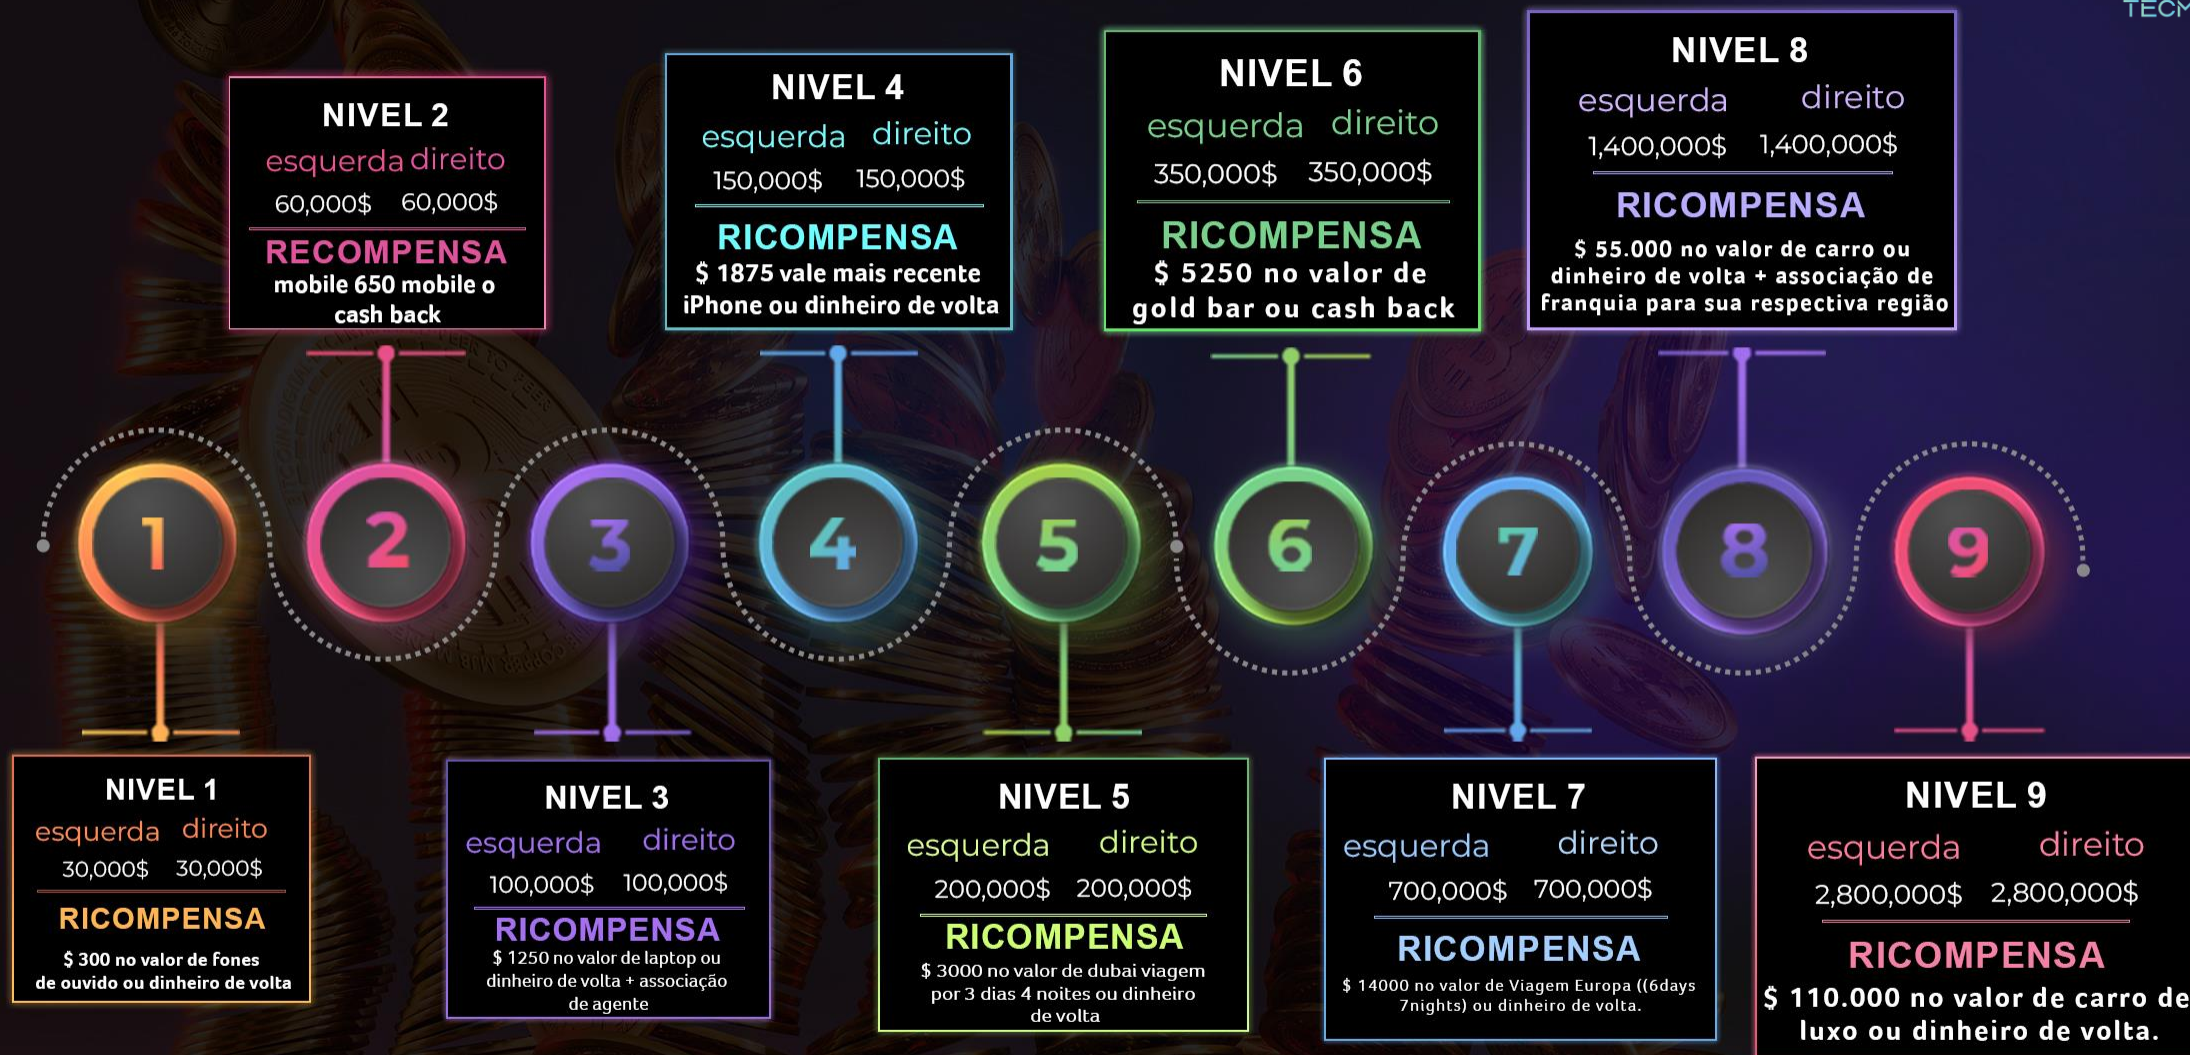 TECM
NIVEL 2
esquerda direito
60,000$ 60,000$
RECOMPENSA
mobile 650 mobile o
cash back
NIVEL 4
esquerda direito
150,000$ 150,000$
RICOMPENSA
$ 1875 vale mais recente
iPhone ou dinheiro de volta
NIVEL 6
esquerda direito
350,000$ 350,000$
RICOMPENSA
$ 5250 no valor de
gold bar ou cash back
NIVEL 8
esquerda direito
1,400,000$ 1,400,000$
RICOMPENSA
$ 55.000 no valor de carro ou
dinheiro de volta + associação de
franquia para sua respectiva região
1 2 3 4 5 6 7 8 9
NIVEL 1
esquerda direito
30,000$ 30,000$
RICOMPENSA
$ 300 no valor de fones
de ouvido ou dinheiro de volta
NIVEL 3
esquerda direito
100,000$ 100,000$
RICOMPENSA
$ 1250 no valor de laptop ou
dinheiro de volta + associação
de agente
NIVEL 5
esquerda direito
200,000$ 200,000$
RICOMPENSA
$ 3000 no valor de dubai viagem
por 3 dias 4 noites ou dinheiro
de volta
NIVEL 7
esquerda direito
700,000$ 700,000$
RICOMPENSA
$ 14000 no valor de Viagem Europa ((6days
7nights) ou dinheiro de volta.
NIVEL 9
esquerda direito
2,800,000$ 2,800,000$
RICOMPENSA
$ 110.000 no valor de carro de
luxo ou dinheiro de volta.